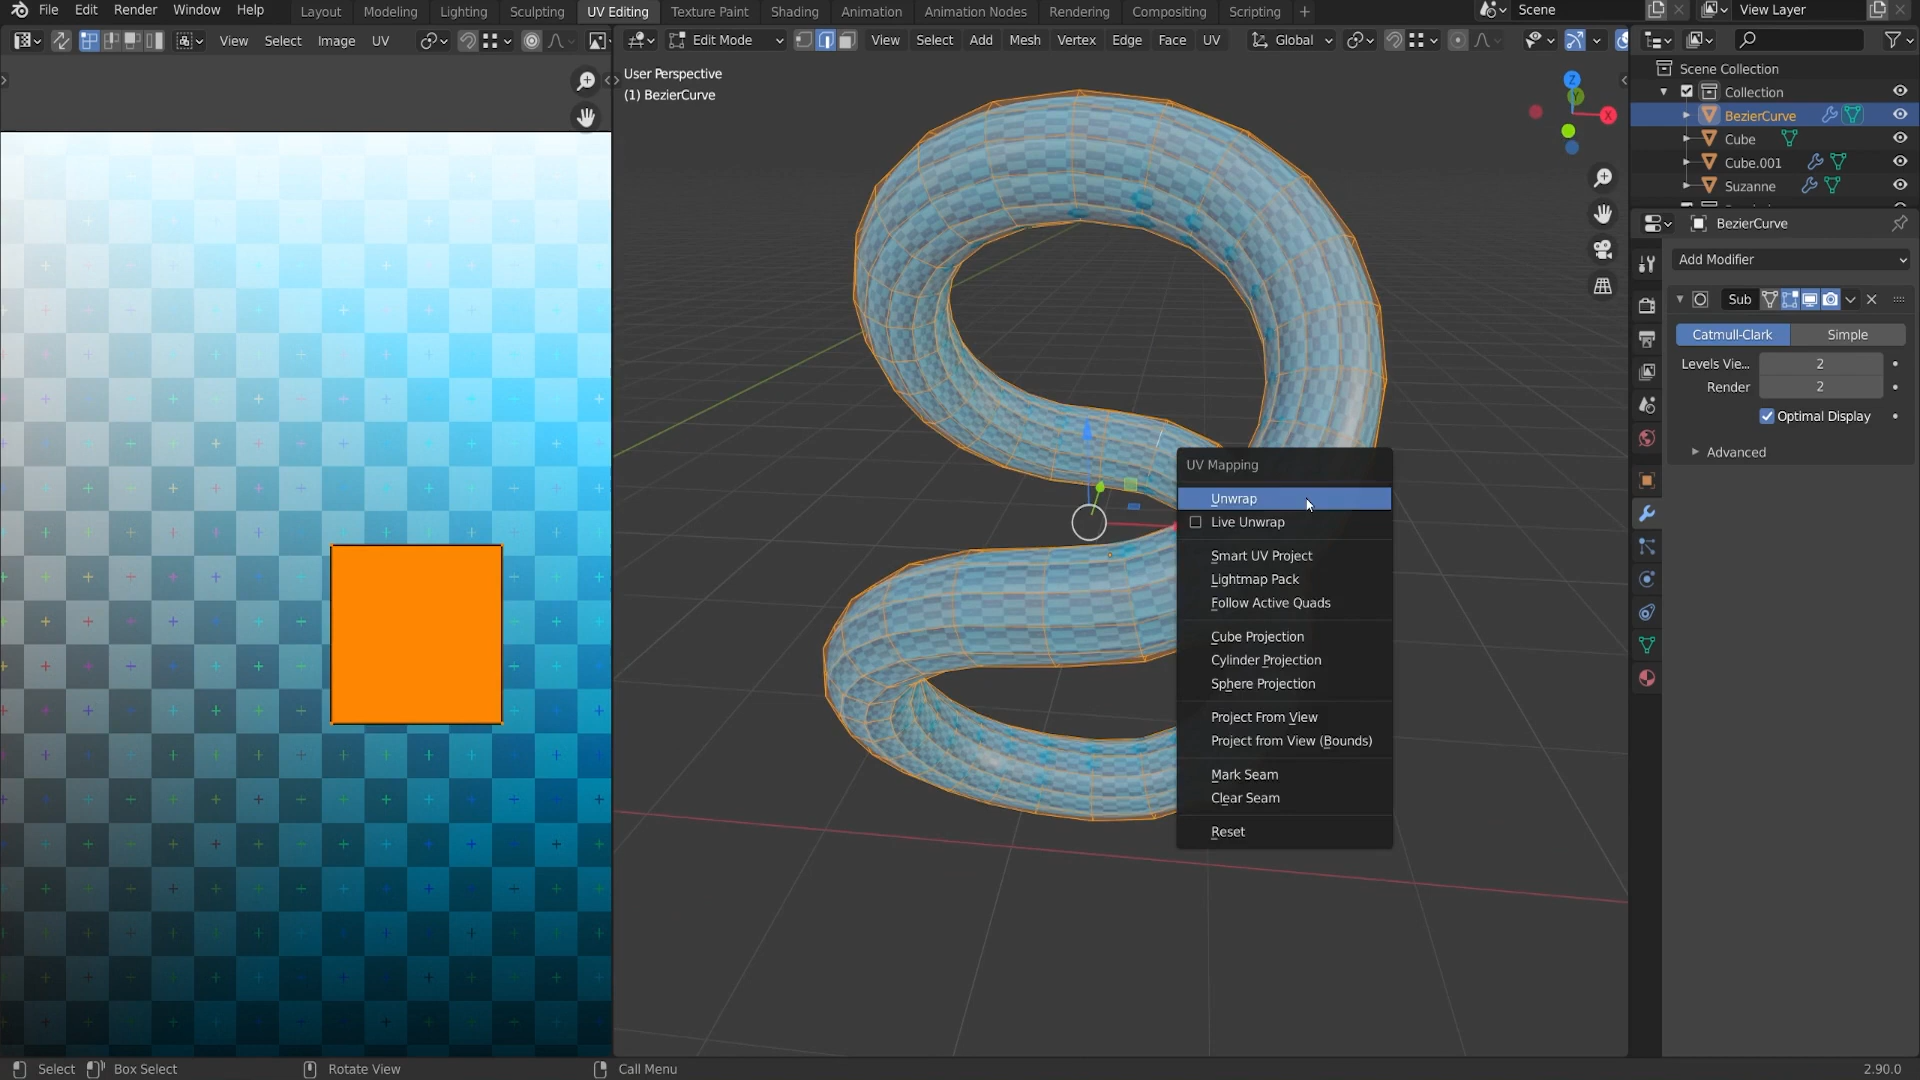 File Edit Render Window Help Layout Modeling Lighting Sculpting UV Editing Texture Paint Shading Animation Animation Nodes Rendering Compositing Scripting + Scene View Layer
View Select Image UV Edit Mode View Select Add Mesh Vertex Edge Face UV Global
User Perspective
(1) BezierCurve
Scene Collection
Collection
BezierCurve
Cube
Cube.001
Suzanne
Z
Y
X
BezierCurve
Add Modifier
Sub
Catmull-Clark Simple
Levels Vie... 2
Render 2
Optimal Display
Advanced
UV Mapping
Unwrap
Live Unwrap
Smart UV Project
Lightmap Pack
Follow Active Quads
Cube Projection
Cylinder Projection
Sphere Projection
Project From View
Project from View (Bounds)
Mark Seam
Clear Seam
Reset
Select Box Select Rotate View Call Menu 2.90.0